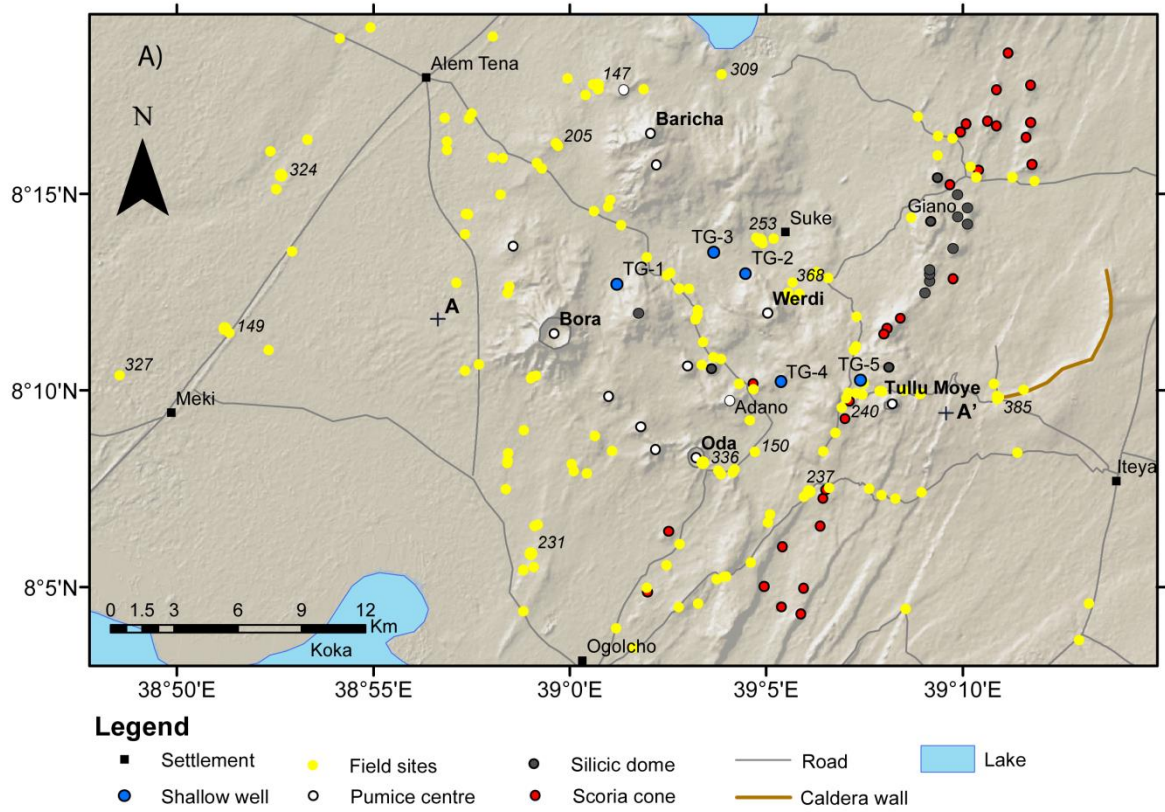 A)
N
Alem Tena
147
309
Baricha
205
324
8°15'N
Giano
253
Suke
TG-3
TG-2
TG-1
368
Werdi
A
Bora
149
327
8°10'N
TG-4
TG-5
Tullu Moye
Meki
Adano
240
A'
385
Oda
150
336
Iteya
237
231
8°5'N
0 1.5 3 6 9 12
Km
Koka
Ogolcho
38°50'E 38°55'E 39°0'E 39°5'E 39°10'E
Legend
Settlement Field sites Silicic dome Road Lake
Shallow well Pumice centre Scoria cone Caldera wall